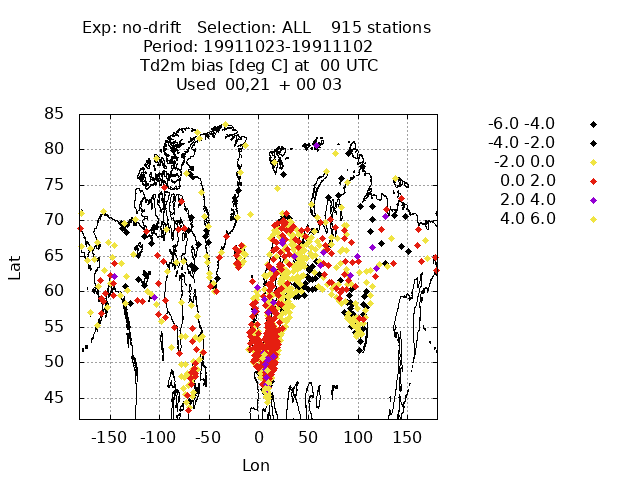 Exp: no-drift   Selection: ALL    915 stations
Period: 19911023-19911102
Td2m bias [deg C] at  00 UTC
Used  00,21  + 00 03
85
80
75
70
65
60
55
50
45
Lat
-150 -100 -50 0 50 100 150
Lon
-6.0 -4.0
-4.0 -2.0
-2.0 0.0
0.0 2.0
2.0 4.0
4.0 6.0